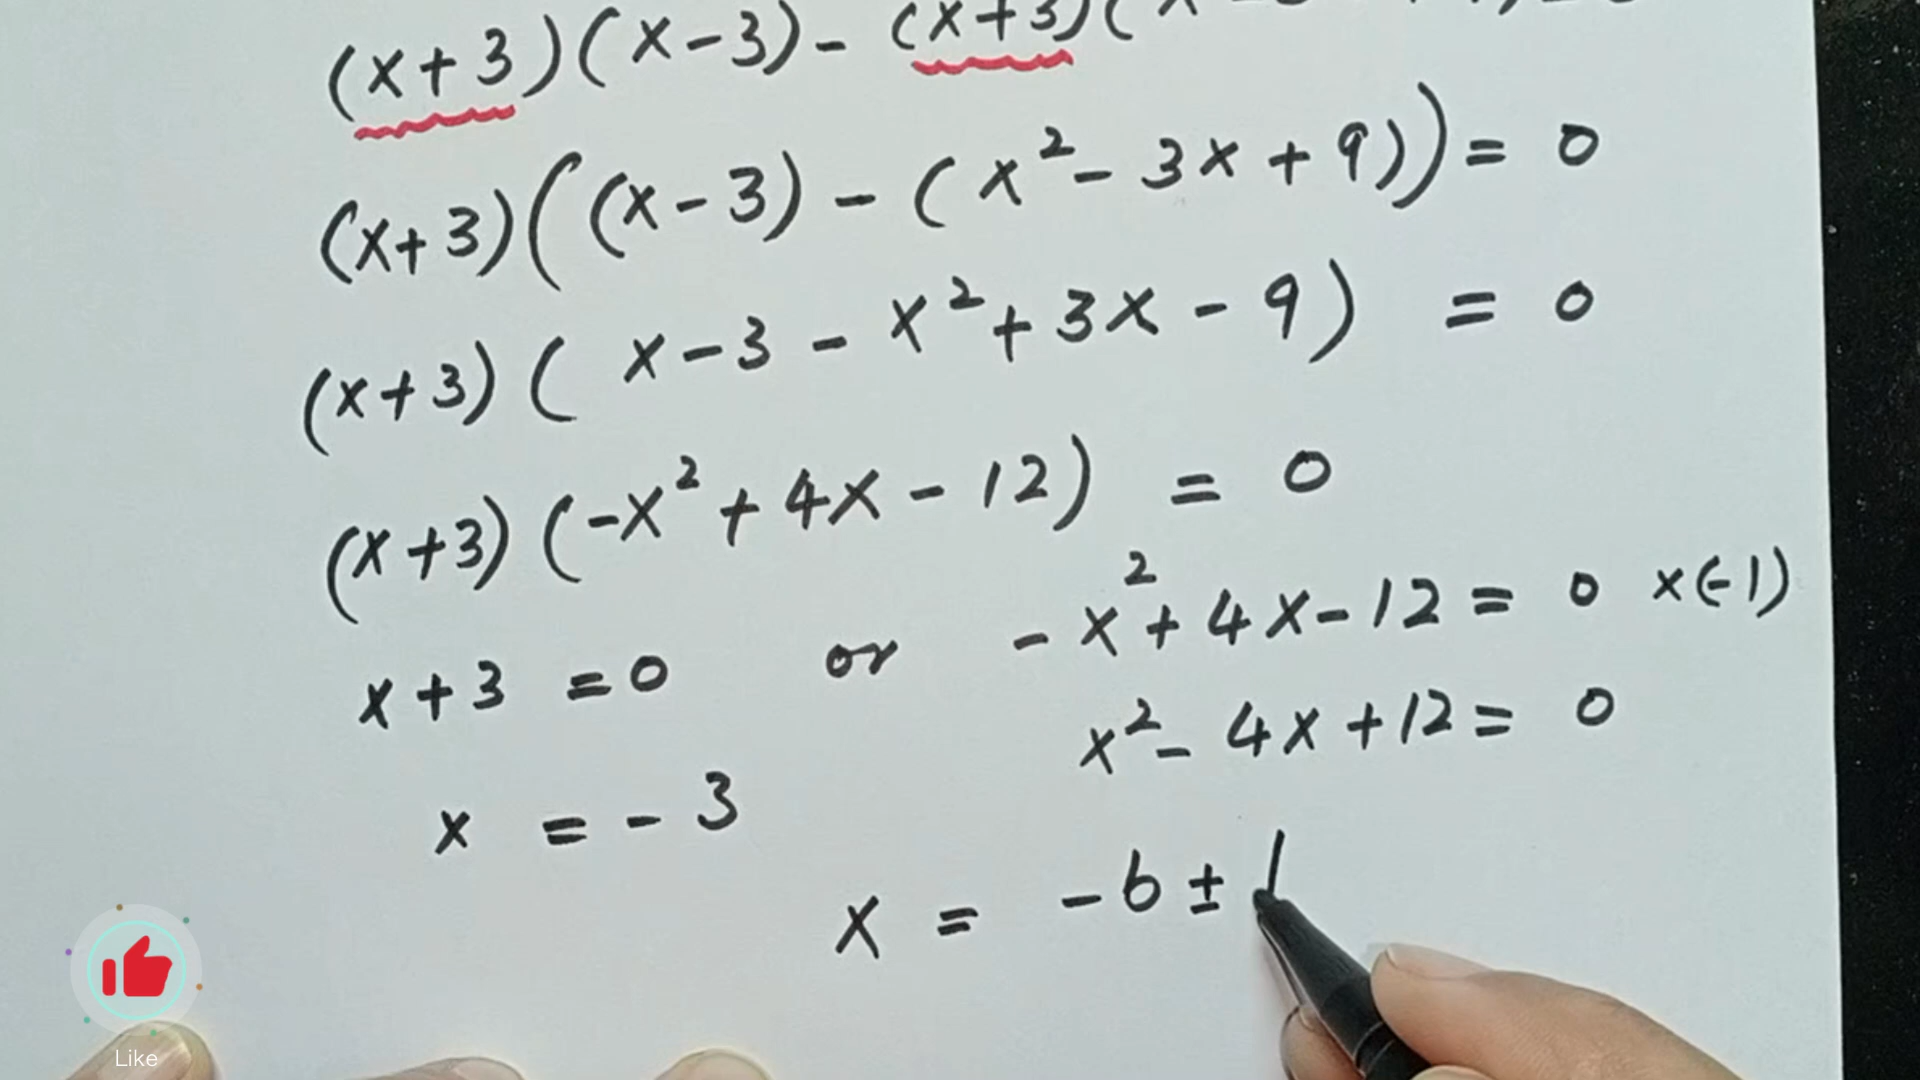 (x+3)(x-3)-(x+3)(
(x+3)((x-3)-(x²-3x+9))=0
(x+3)(x-3-x²+3x-9)=0
(x+3)(-x²+4x-12)=0
x+3=0 or -x²+4x-12=0 x(-1)
x²-4x+12=0
x=-3
x=-b±
Like